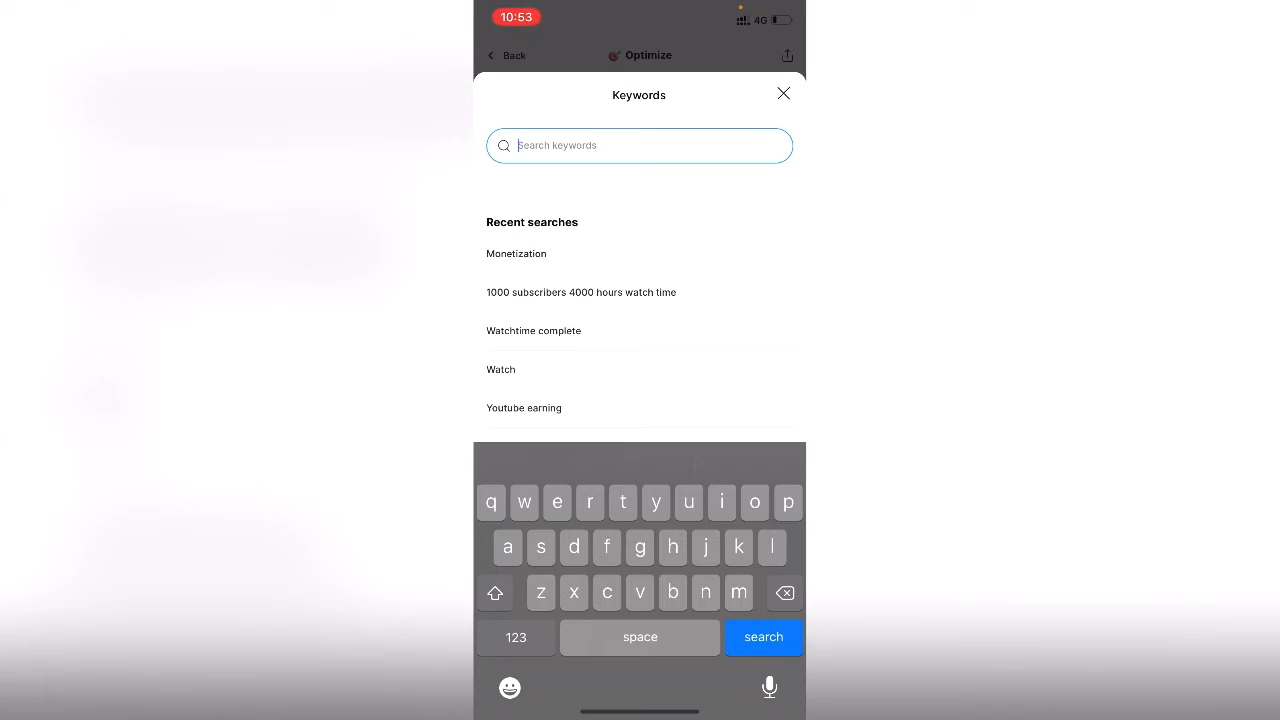 10:53
4G
Back
Optimize
Keywords
Search keywords
Recent searches
Monetization
1000 subscribers 4000 hours watch time
Watchtime complete
Watch
Youtube earning
q w e r t y u i o p
a s d f g h j k l
z x c v b n m
123 space search